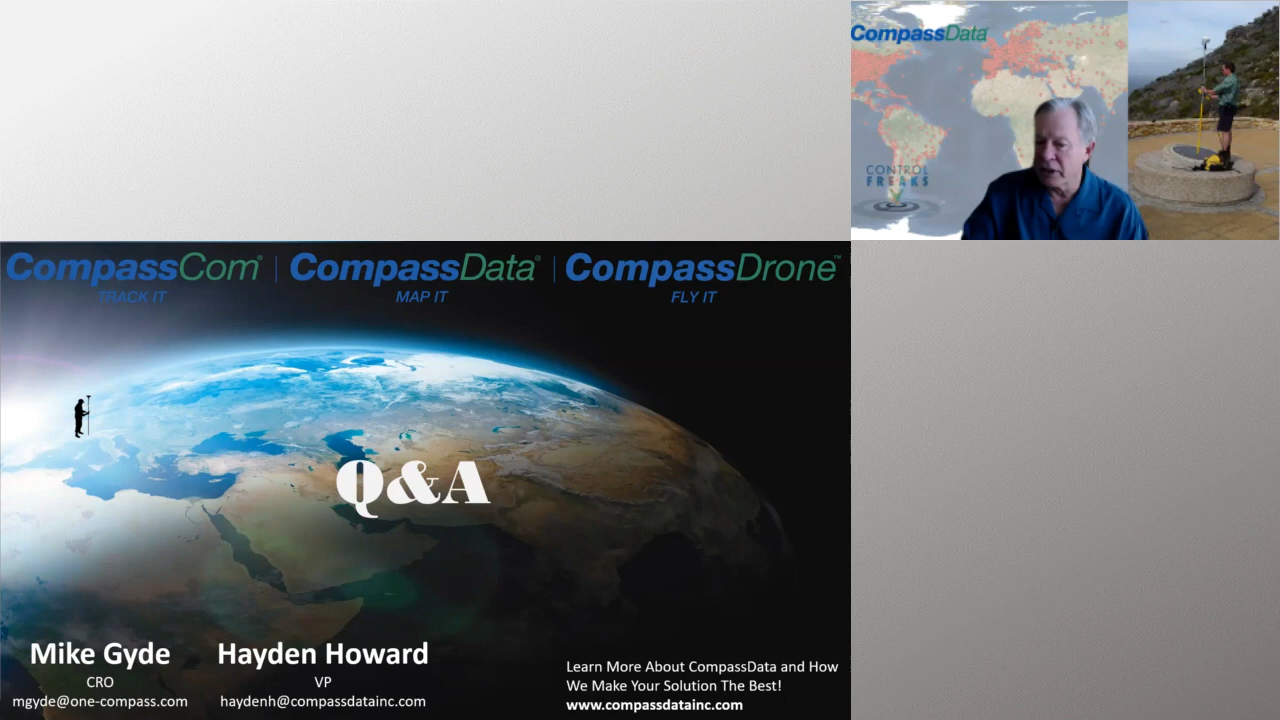 CompassData
CONTROL
FREAKS
CompassCom® | CompassData® | CompassDrone™
TRACK IT
MAP IT
FLY IT
Q&A
Mike Gyde
CRO
mgyde@one-compass.com
Hayden Howard
VP
haydenh@compassdatainc.com
Learn More About CompassData and How
We Make Your Solution The Best!
www.compassdatainc.com